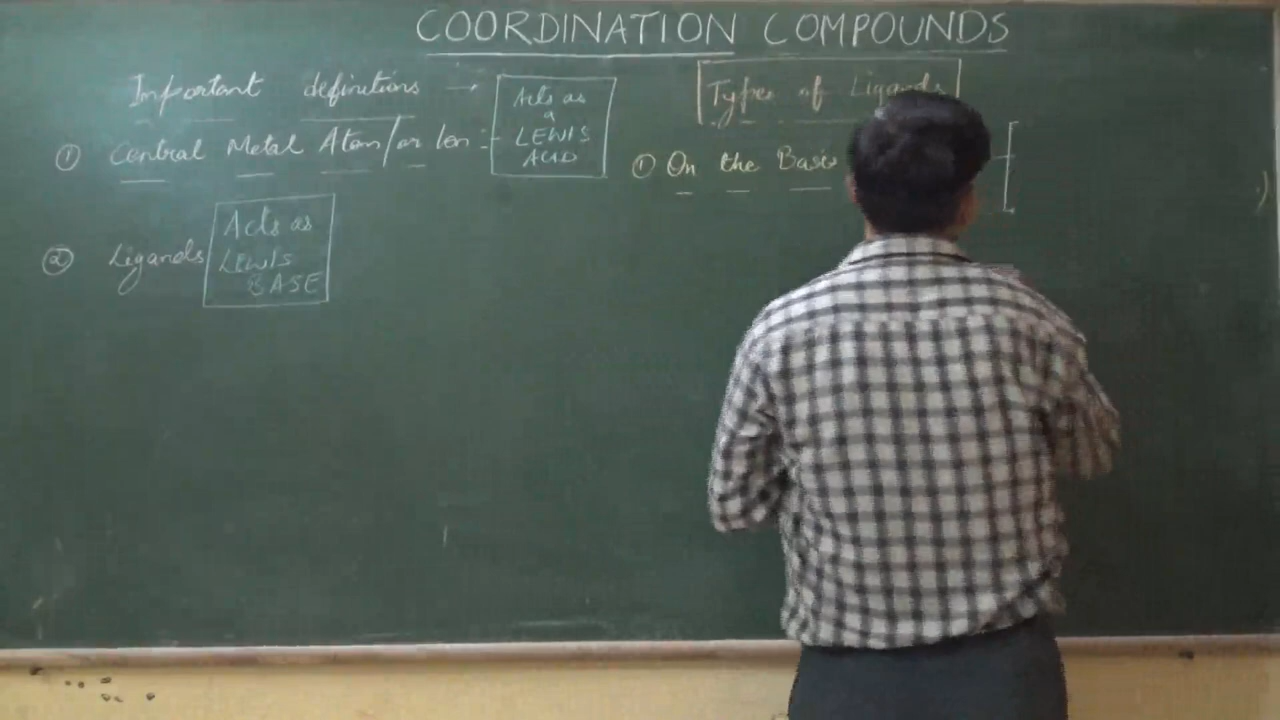 COORDINATION COMPOUNDS
Important definitions →
① Central Metal Atom/or Ion :-
Acts as
a
LEWIS
ACID
② Ligands
Acts as
LEWIS
BASE
Types of Ligands
① On the Basis